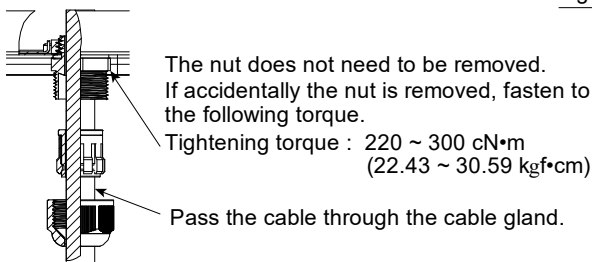 The nut does not need to be removed.
If accidentally the nut is removed, fasten to
the following torque.
Tightening torque : 220 ~ 300 cN•m
(22.43 ~ 30.59 kgf•cm)
Pass the cable through the cable gland.